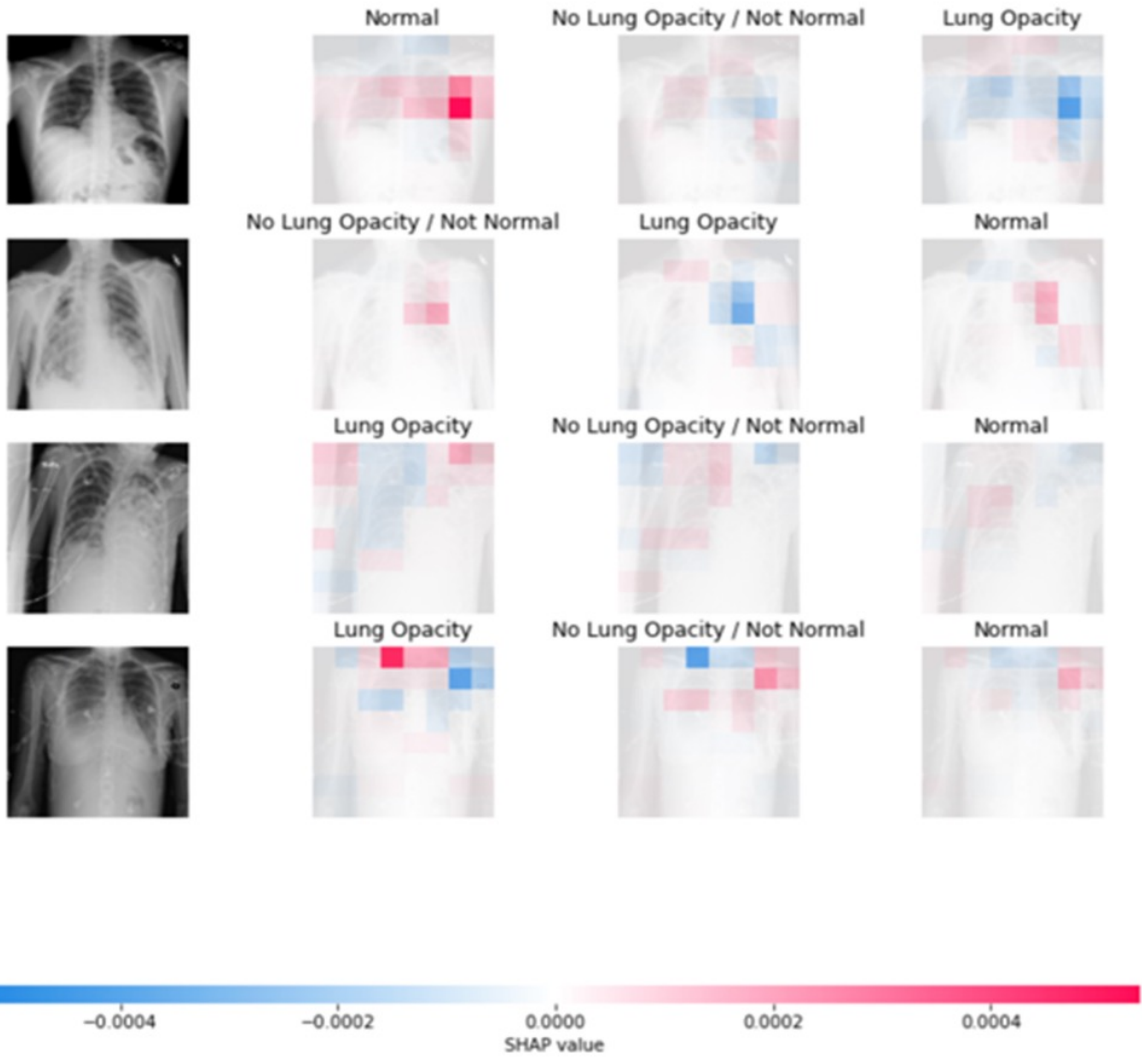 Normal No Lung Opacity / Not Normal Lung Opacity
No Lung Opacity / Not Normal Lung Opacity Normal
Lung Opacity No Lung Opacity / Not Normal Normal
Lung Opacity No Lung Opacity / Not Normal Normal
−0.0004 −0.0002 0.0000 0.0002 0.0004
SHAP value